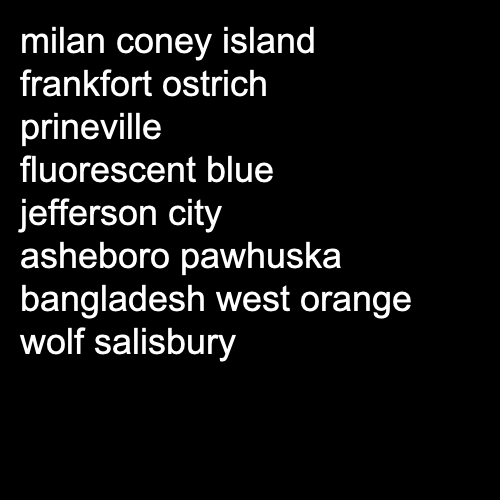 milan coney island
frankfort ostrich
prineville
fluorescent blue
jefferson city
asheboro pawhuska
bangladesh west orange
wolf salisbury